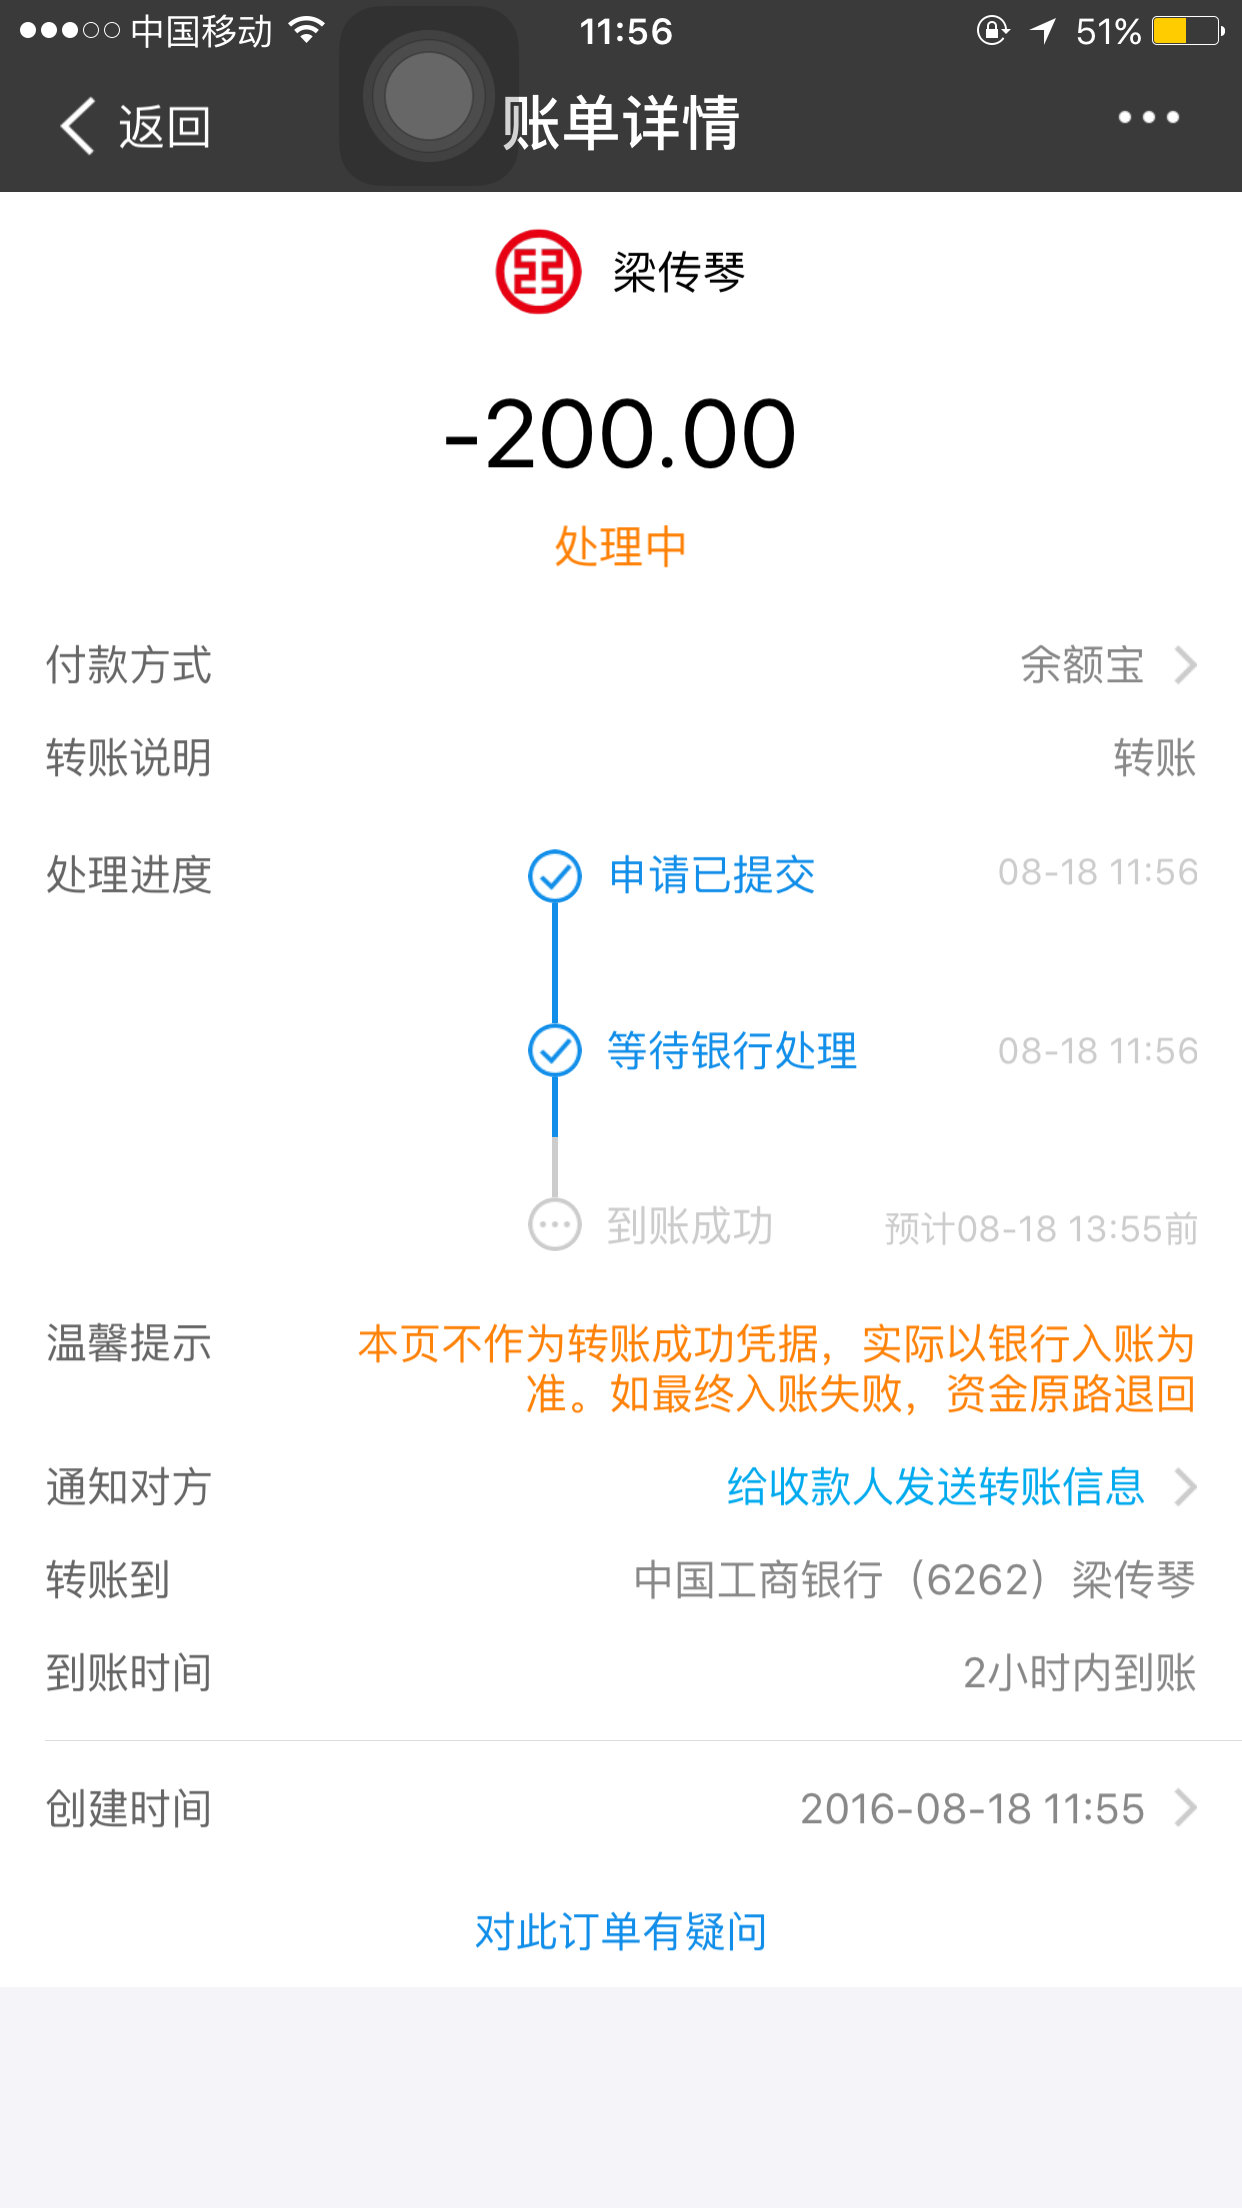 中国移动 11:56 51%
返回 账单详情
梁传琴
-200.00
处理中
付款方式 余额宝
转账说明 转账
处理进度 申请已提交 08-18 11:56
等待银行处理 08-18 11:56
到账成功 预计08-18 13:55前
温馨提示 本页不作为转账成功凭据，实际以银行入账为
准。如最终入账失败，资金原路退回
通知对方 给收款人发送转账信息
转账到 中国工商银行（6262）梁传琴
到账时间 2小时内到账
创建时间 2016-08-18 11:55
对此订单有疑问